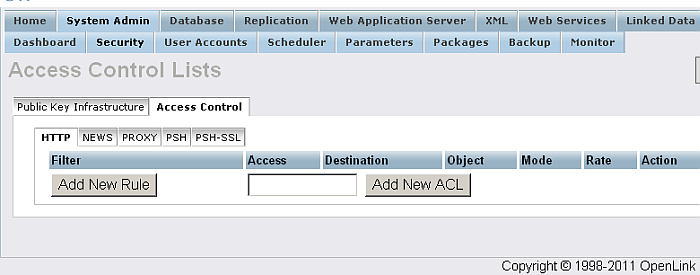 Home System Admin Database Replication Web Application Server XML Web Services Linked Data
Dashboard Security User Accounts Scheduler Parameters Packages Backup Monitor
Access Control Lists
Public Key Infrastructure Access Control
HTTP NEWS PROXY PSH PSH-SSL
Filter Access Destination Object Mode Rate Action
Add New Rule Add New ACL
Copyright © 1998-2011 OpenLink